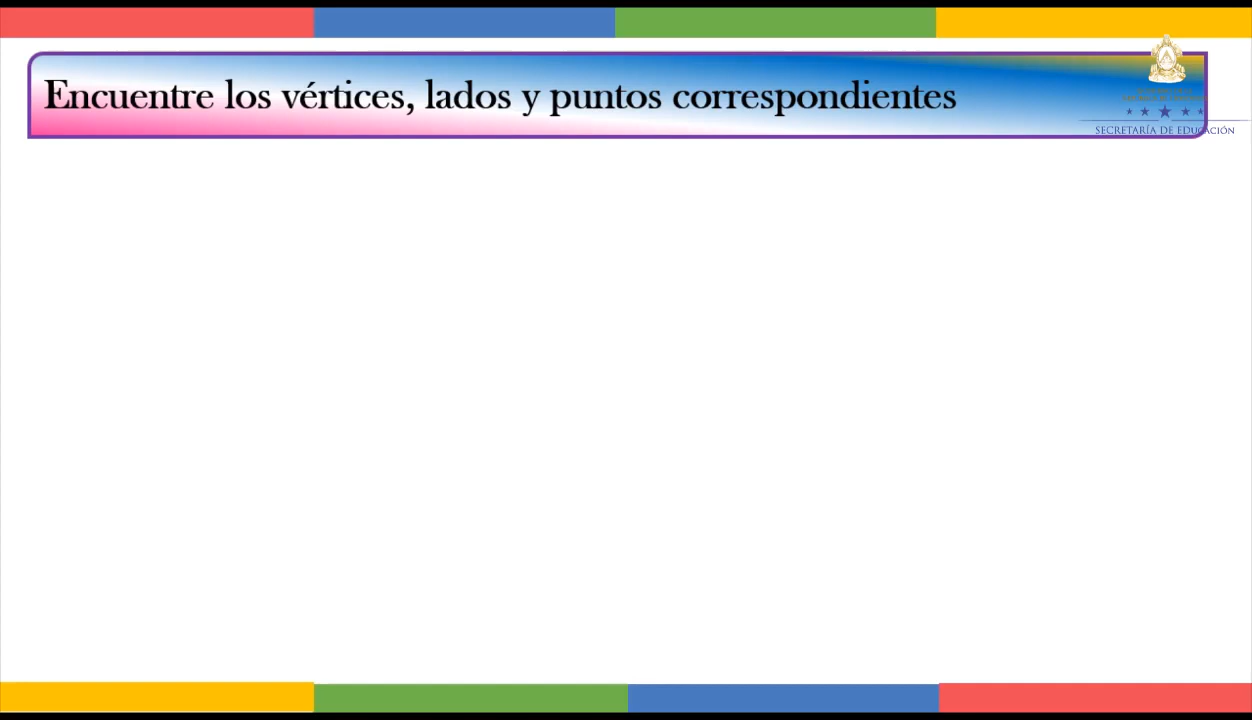 Encuentre los vértices, lados y puntos correspondientes
SECRETARÍA DE EDUCACIÓN